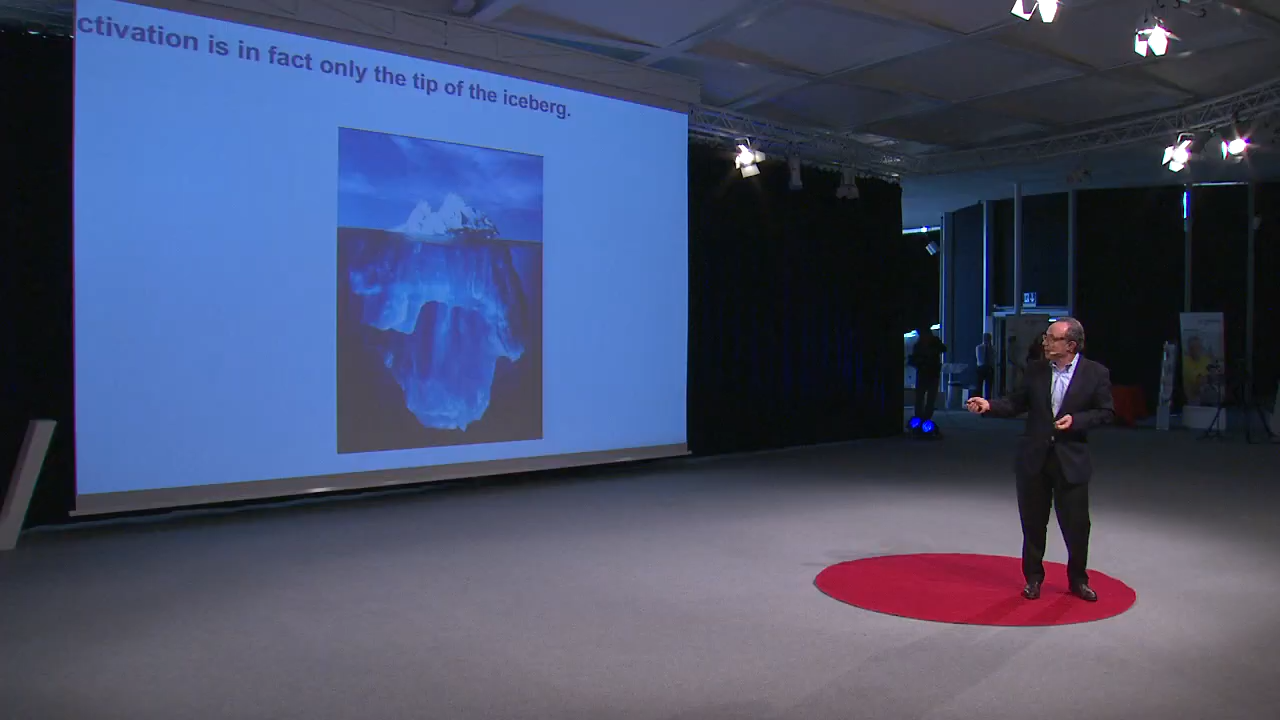 ctivation is in fact only the tip of the iceberg.